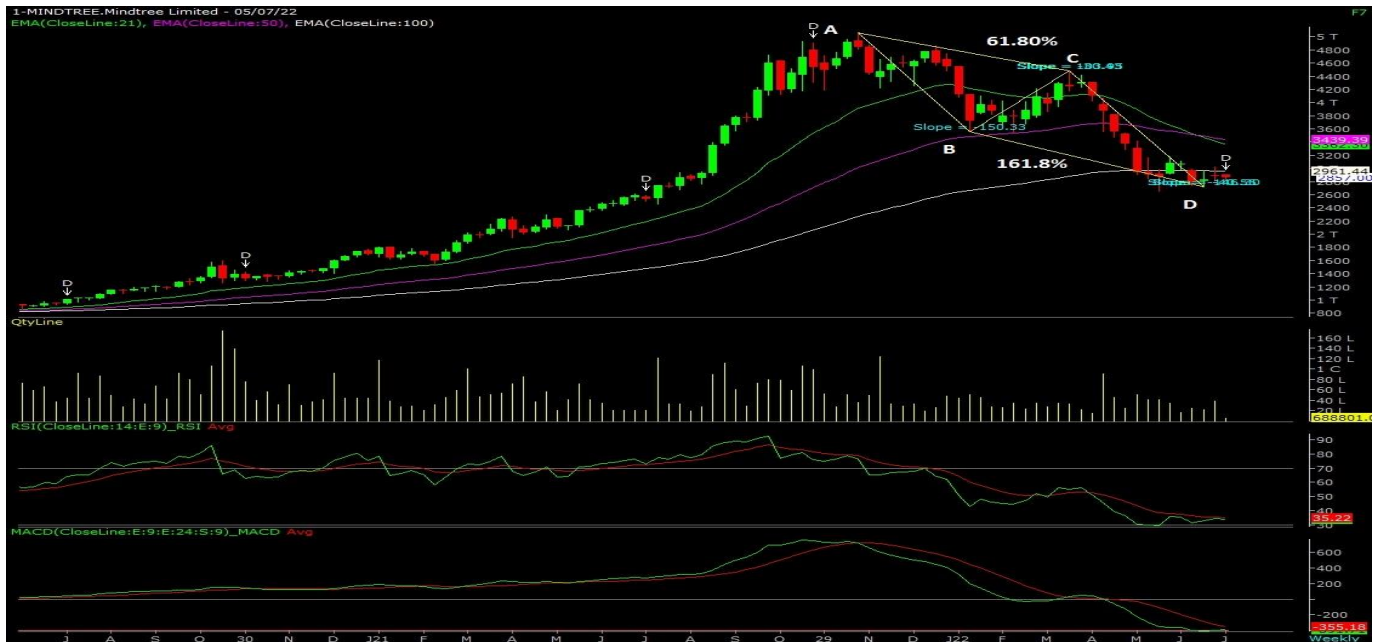 1-MINDTREE.Mindtree Limited - 05/07/22
F7
EMA(CloseLine:21), EMA(CloseLine:50), EMA(CloseLine:100)
D
A
61.80%
C
5 T
4800
4600
4400
4200
4 T
3800
3600
Slope = -150.33
B
161.8%
3439.39
3200
2961.44
2857.00
D
D
D
D
D
2600
2400
2200
2 T
1800
1600
1400
1200
1 T
800
QtyLine
160 L
140 L
120 L
1 C
80 L
60 L
40 L
20 L
688801.0
RSI(CloseLine:14:E:9)_RSI Avg
90
80
70
60
50
40
35.22
30
MACD(CloseLine:E:9:E:24:S:9)_MACD Avg
600
400
200
0
-200
-355.18
J A S O 30 N D J21 F M A M J J A S 29 N D J22 F M A M J J
Weekly